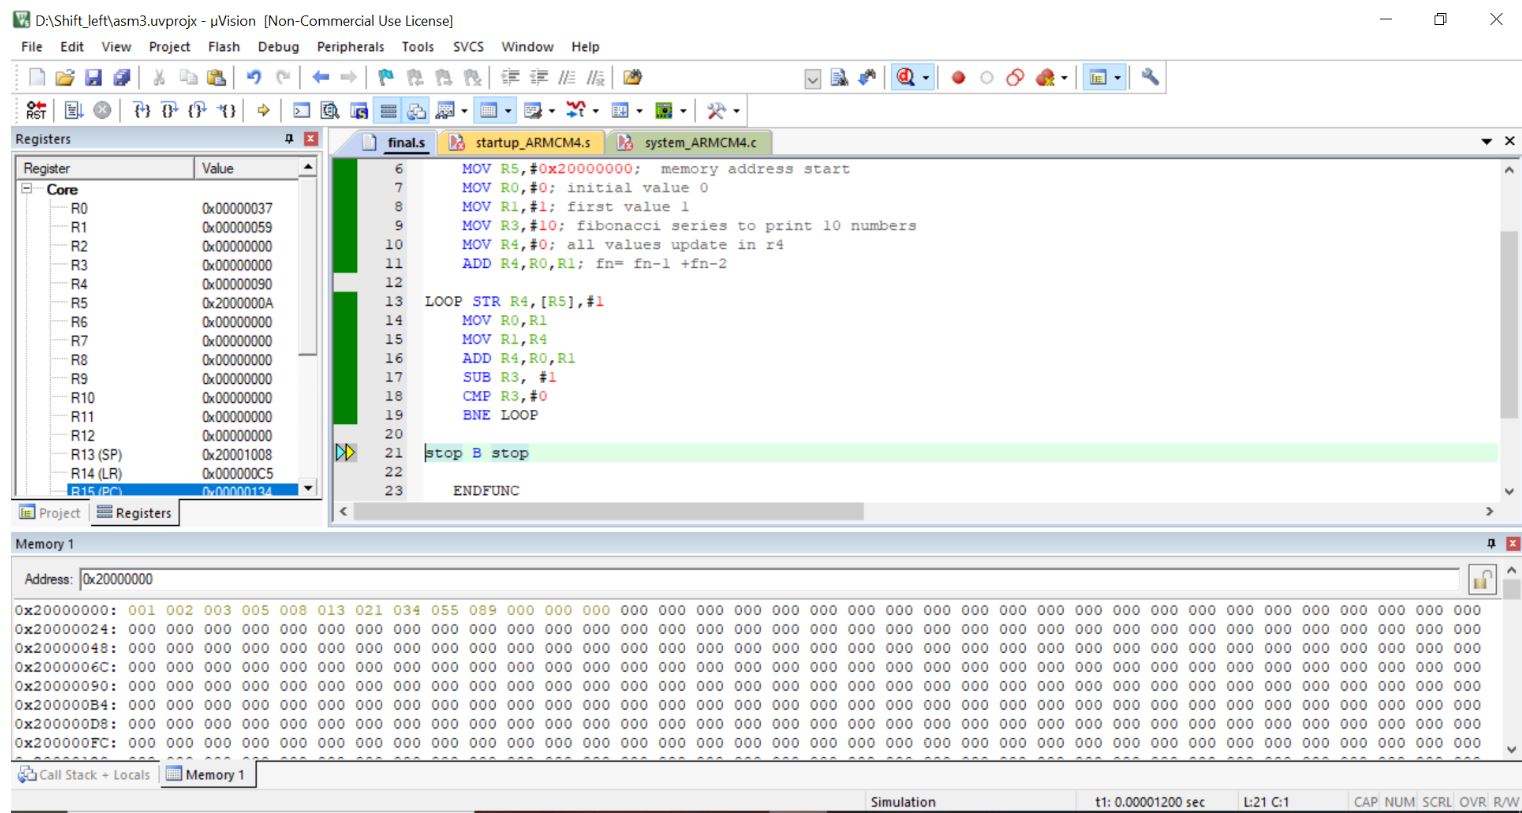 D:\Shift_left\asm3.uvprojx - µVision [Non-Commercial Use License]
File Edit View Project Flash Debug Peripherals Tools SVCS Window Help
Registers
Register Value
Core
R0 0x00000037
R1 0x00000059
R2 0x00000000
R3 0x00000000
R4 0x00000090
R5 0x2000000A
R6 0x00000000
R7 0x00000000
R8 0x00000000
R9 0x00000000
R10 0x00000000
R11 0x00000000
R12 0x00000000
R13 (SP) 0x20001008
R14 (LR) 0x000000C5
R15 (PC) 0x00000134
Project Registers
final.s startup_ARMCM4.s system_ARMCM4.c
6 MOV R5,#0x20000000; memory address start
7 MOV R0,#0; initial value 0
8 MOV R1,#1; first value 1
9 MOV R3,#10; fibonacci series to print 10 numbers
10 MOV R4,#0; all values update in r4
11 ADD R4,R0,R1; fn= fn-1 +fn-2
12
13 LOOP STR R4,[R5],#1
14 MOV R0,R1
15 MOV R1,R4
16 ADD R4,R0,R1
17 SUB R3, #1
18 CMP R3,#0
19 BNE LOOP
20
21 stop B stop
22
23 ENDFUNC
Memory 1
Address: 0x20000000
0x20000000: 001 002 003 005 008 013 021 034 055 089 000 000 000 000 000 000 000 000 000 000 000 000 000 000 000 000 000 000 000 000 000 000 000 000 000 000
0x20000024: 000 000 000 000 000 000 000 000 000 000 000 000 000 000 000 000 000 000 000 000 000 000 000 000 000 000 000 000 000 000 000 000 000 000 000 000
0x20000048: 000 000 000 000 000 000 000 000 000 000 000 000 000 000 000 000 000 000 000 000 000 000 000 000 000 000 000 000 000 000 000 000 000 000 000 000
0x2000006C: 000 000 000 000 000 000 000 000 000 000 000 000 000 000 000 000 000 000 000 000 000 000 000 000 000 000 000 000 000 000 000 000 000 000 000 000
0x20000090: 000 000 000 000 000 000 000 000 000 000 000 000 000 000 000 000 000 000 000 000 000 000 000 000 000 000 000 000 000 000 000 000 000 000 000 000
0x200000B4: 000 000 000 000 000 000 000 000 000 000 000 000 000 000 000 000 000 000 000 000 000 000 000 000 000 000 000 000 000 000 000 000 000 000 000 000
0x200000D8: 000 000 000 000 000 000 000 000 000 000 000 000 000 000 000 000 000 000 000 000 000 000 000 000 000 000 000 000 000 000 000 000 000 000 000 000
0x200000FC: 000 000 000 000 000 000 000 000 000 000 000 000 000 000 000 000 000 000 000 000 000 000 000 000 000 000 000 000 000 000 000 000 000 000 000 000
Call Stack + Locals Memory 1
Simulation t1: 0.00001200 sec L:21 C:1 CAP NUM SCRL OVR R/W